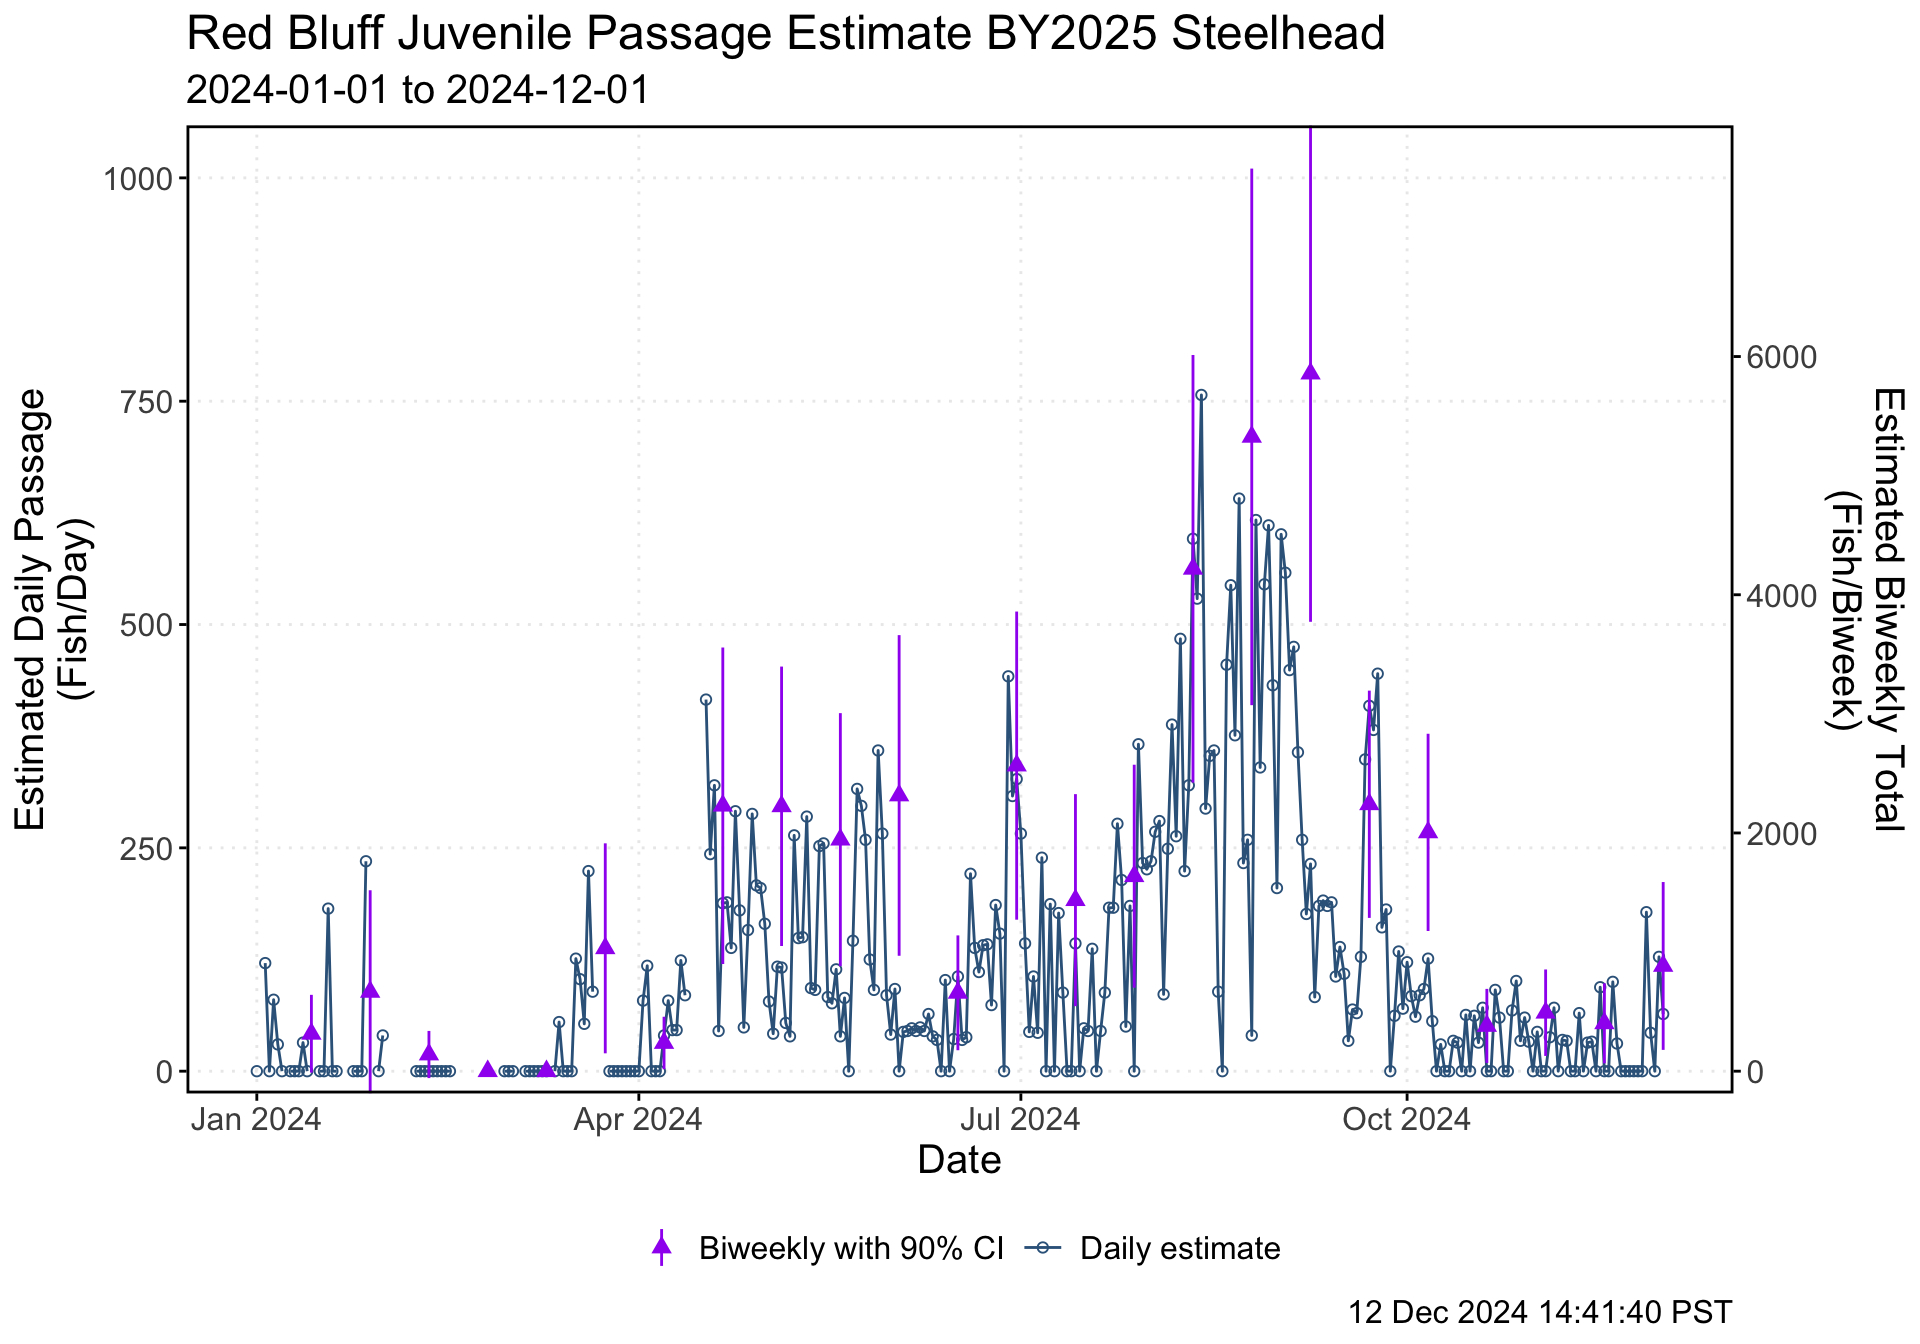 Red Bluff Juvenile Passage Estimate BY2025 Steelhead
2024-01-01 to 2024-12-01
Estimated Daily Passage
(Fish/Day)
1000
750
500
250
0
6000
4000
2000
0
Estimated Biweekly Total
(Fish/Biweek)
Jan 2024
Apr 2024
Jul 2024
Oct 2024
Date
Biweekly with 90% CI
Daily estimate
12 Dec 2024 14:41:40 PST